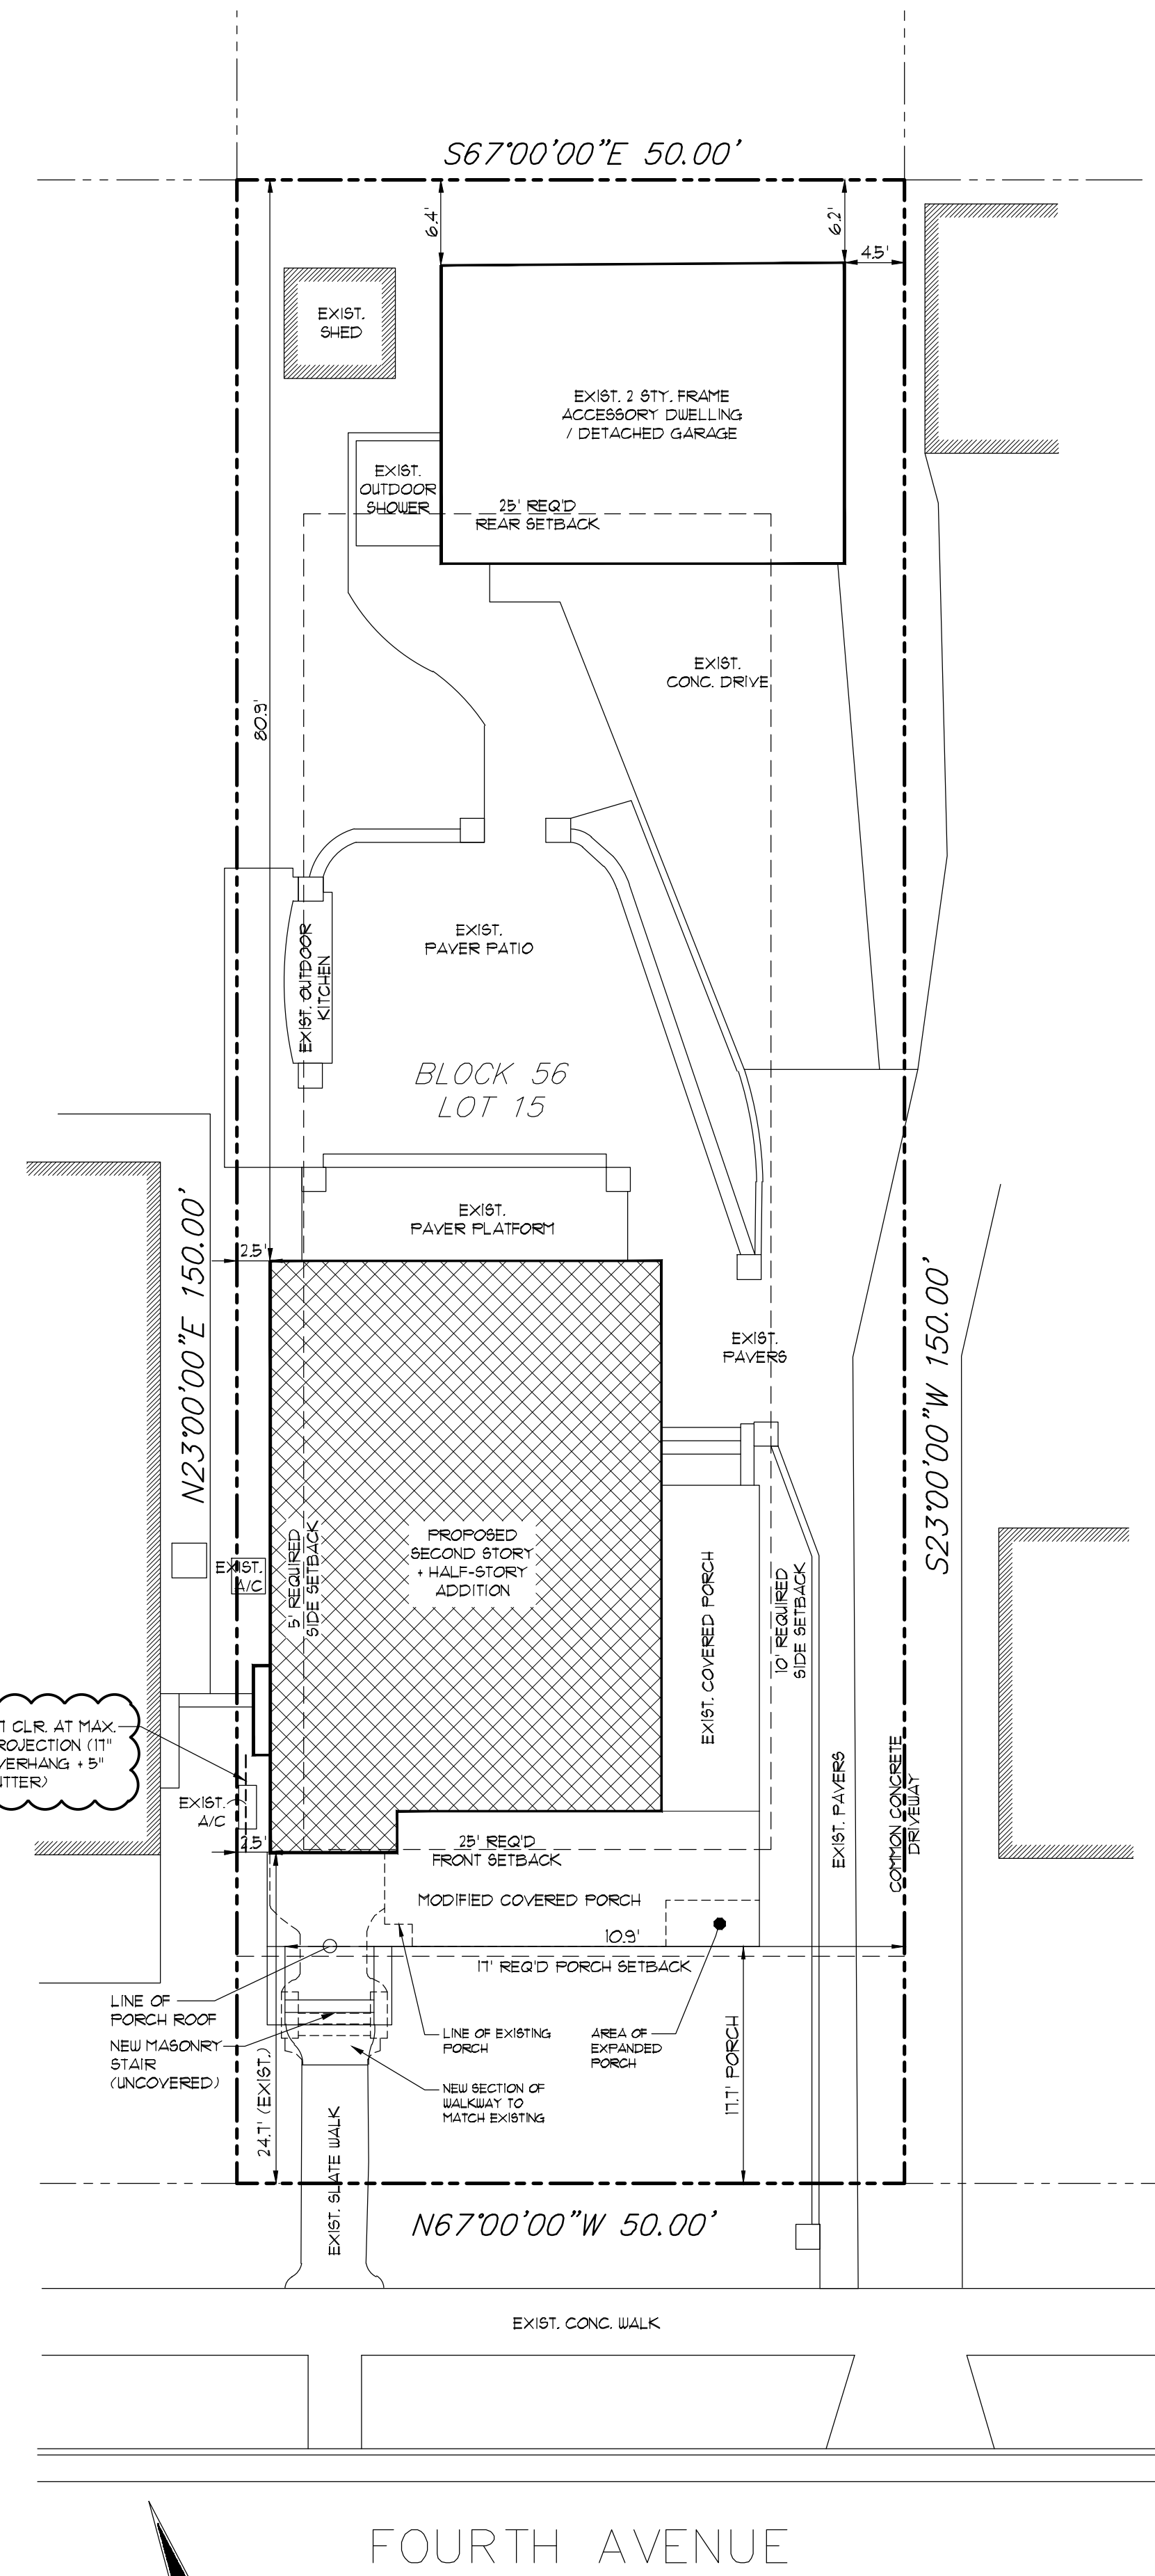 S67°00'00"E 50.00'
6.4'
6.2'
4.5'
EXIST.
SHED
EXIST. 2 STY. FRAME
ACCESSORY DWELLING
/ DETACHED GARAGE
EXIST.
OUTDOOR
SHOWER
25' REQ'D
REAR SETBACK
EXIST.
CONC. DRIVE
80.9'
EXIST.
PAVER PATIO
EXIST. OUTDOOR
KITCHEN
BLOCK 56
LOT 15
EXIST.
PAVER PLATFORM
2.5'
N23°00'00"E 150.00'
S23°00'00"W 150.00'
EXIST.
PAVERS
EXIST.
A/C
5' REQUIRED
SIDE SETBACK
PROPOSED
SECOND STORY
+ HALF-STORY
ADDITION
EXIST. COVERED PORCH
10' REQUIRED
SIDE SETBACK
CLR. AT MAX.
ROJECTION (17"
VERHANG + 5"
TTER)
EXIST.
A/C
2.5'
25' REQ'D
FRONT SETBACK
EXIST. PAVERS
COMMON CONCRETE
DRIVEWAY
MODIFIED COVERED PORCH
10.9'
17' REQ'D PORCH SETBACK
LINE OF
PORCH ROOF
NEW MASONRY
STAIR
(UNCOVERED)
LINE OF EXISTING
PORCH
AREA OF
EXPANDED
PORCH
NEW SECTION OF
WALKWAY TO
MATCH EXISTING
24.7' (EXIST.)
EXIST. SLATE WALK
17.7' PORCH
N67°00'00"W 50.00'
EXIST. CONC. WALK
FOURTH AVENUE